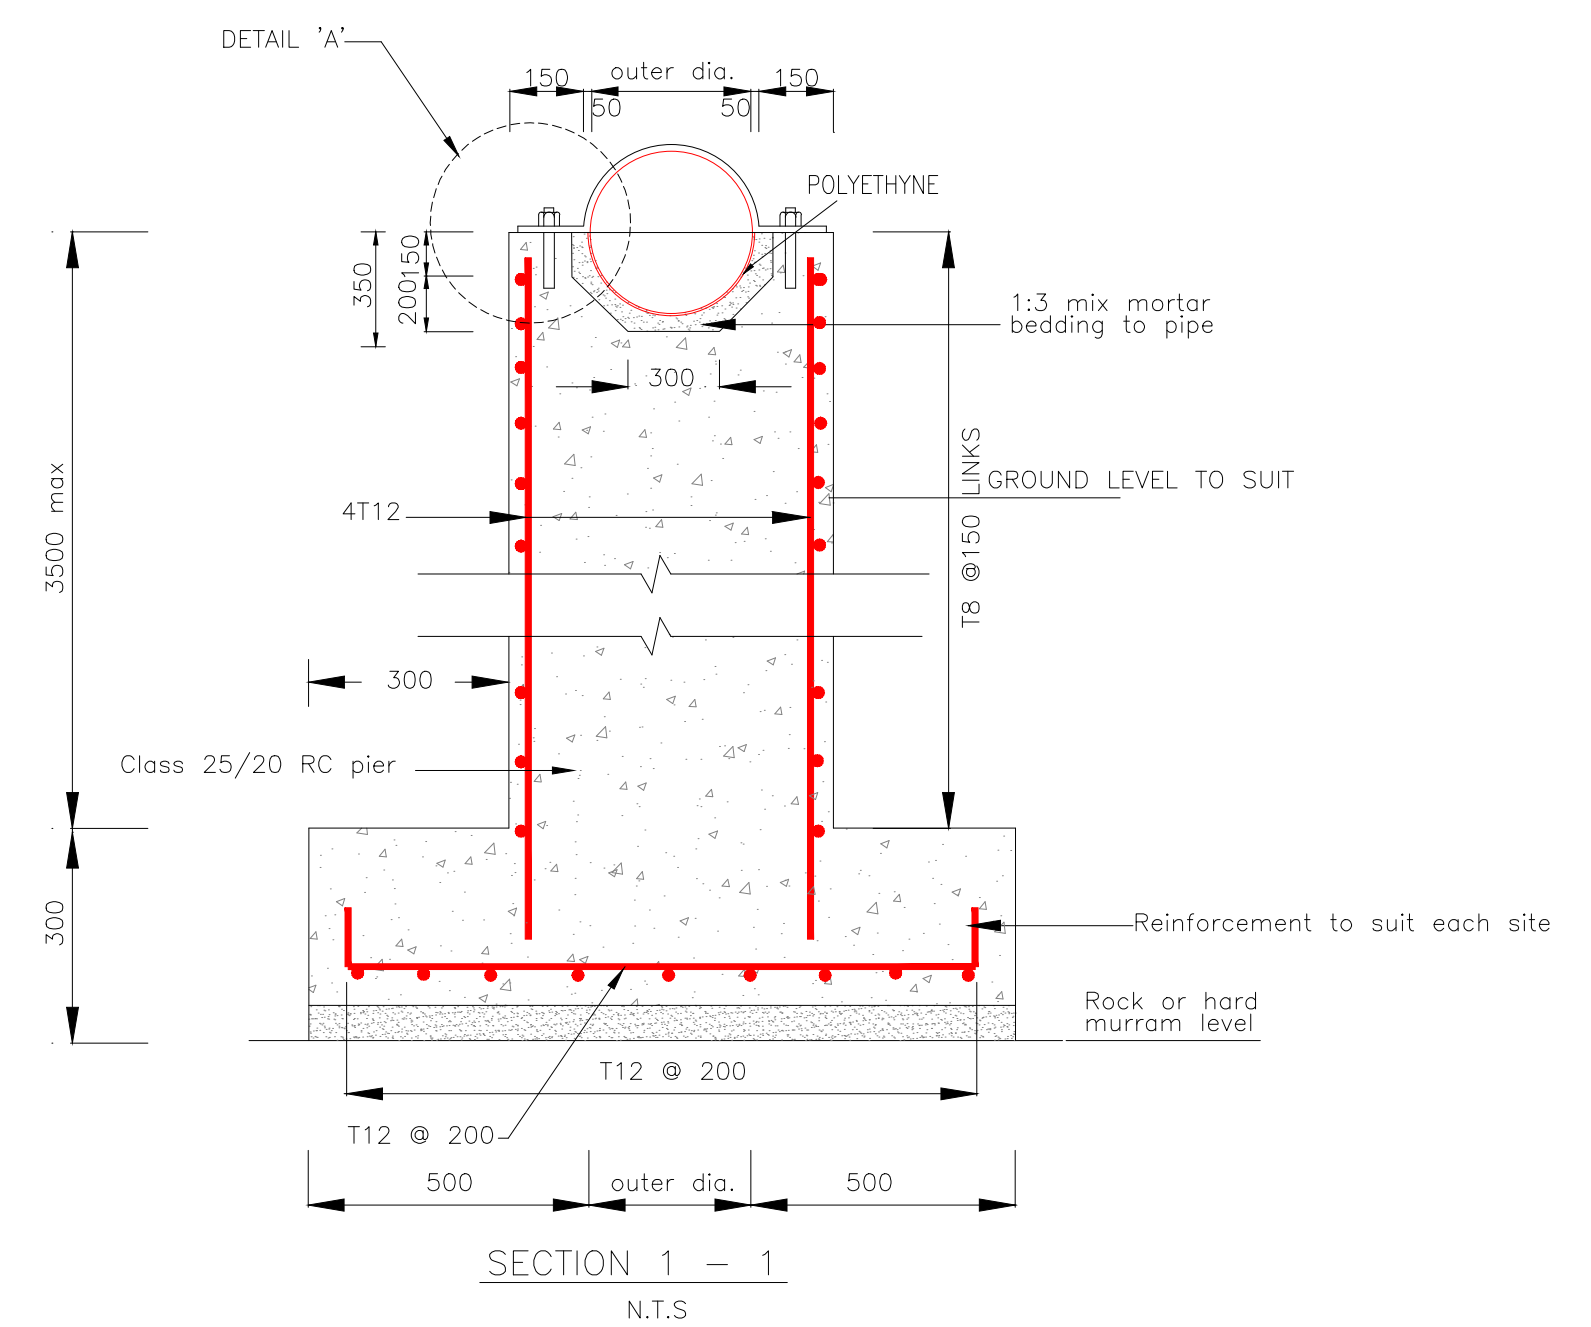 DETAIL 'A'
150
outer dia.
150
50
50
POLYETHYNE
350
150
200
1:3 mix mortar
bedding to pipe
300
3500 max
4T12
T8 @150 LINKS
GROUND LEVEL TO SUIT
300
Class 25/20 RC pier
300
Reinforcement to suit each site
Rock or hard
murram level
T12 @ 200
T12 @ 200
500
outer dia.
500
SECTION 1 – 1
N.T.S